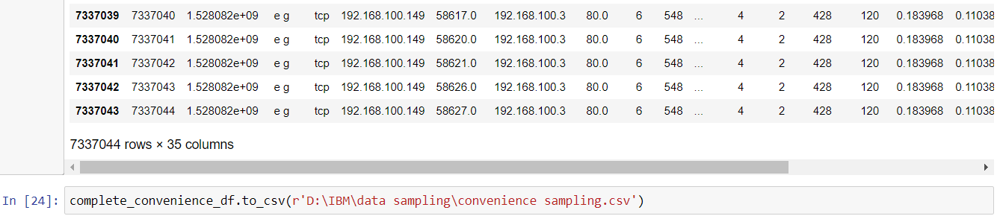 7337039 7337040 1.528082e+09 e g tcp 192.168.100.149 58617.0 192.168.100.3 80.0 6 548 ... 4 2 428 120 0.183968 0.11038
7337040 7337041 1.528082e+09 e g tcp 192.168.100.149 58620.0 192.168.100.3 80.0 6 548 ... 4 2 428 120 0.183968 0.11038
7337041 7337042 1.528082e+09 e g tcp 192.168.100.149 58621.0 192.168.100.3 80.0 6 548 ... 4 2 428 120 0.183968 0.11038
7337042 7337043 1.528082e+09 e g tcp 192.168.100.149 58626.0 192.168.100.3 80.0 6 548 ... 4 2 428 120 0.183968 0.11038
7337043 7337044 1.528082e+09 e g tcp 192.168.100.149 58627.0 192.168.100.3 80.0 6 548 ... 4 2 428 120 0.183968 0.11038
7337044 rows × 35 columns
In [24]: complete_convenience_df.to_csv(r'D:\IBM\data sampling\convenience sampling.csv')